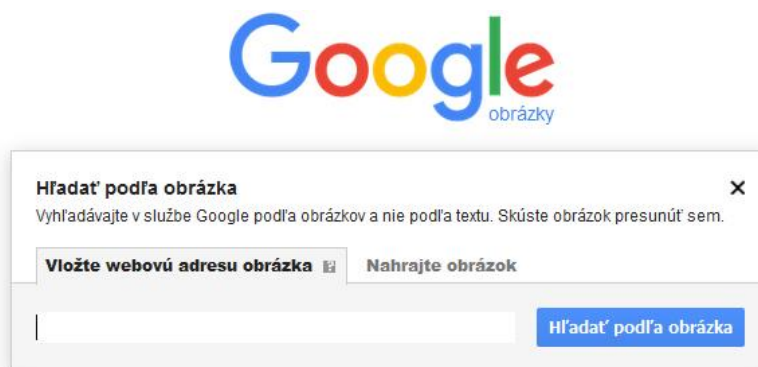 Google
obrázky
Hľadať podľa obrázka
Vyhľadávajte v službe Google podľa obrázkov a nie podľa textu. Skúste obrázok presunúť sem.
Vložte webovú adresu obrázka ? Nahrajte obrázok
Hľadať podľa obrázka